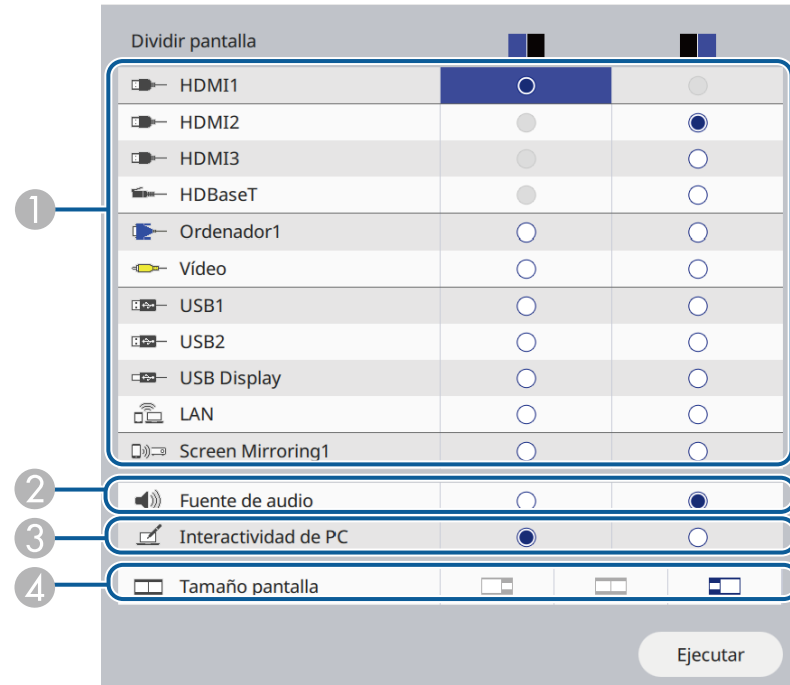 Dividir pantalla
HDMI1
HDMI2
HDMI3
HDBaseT
1
Ordenador1
Vídeo
USB1
USB2
USB Display
LAN
Screen Mirroring1
2 Fuente de audio
3 Interactividad de PC
4 Tamaño pantalla
Ejecutar